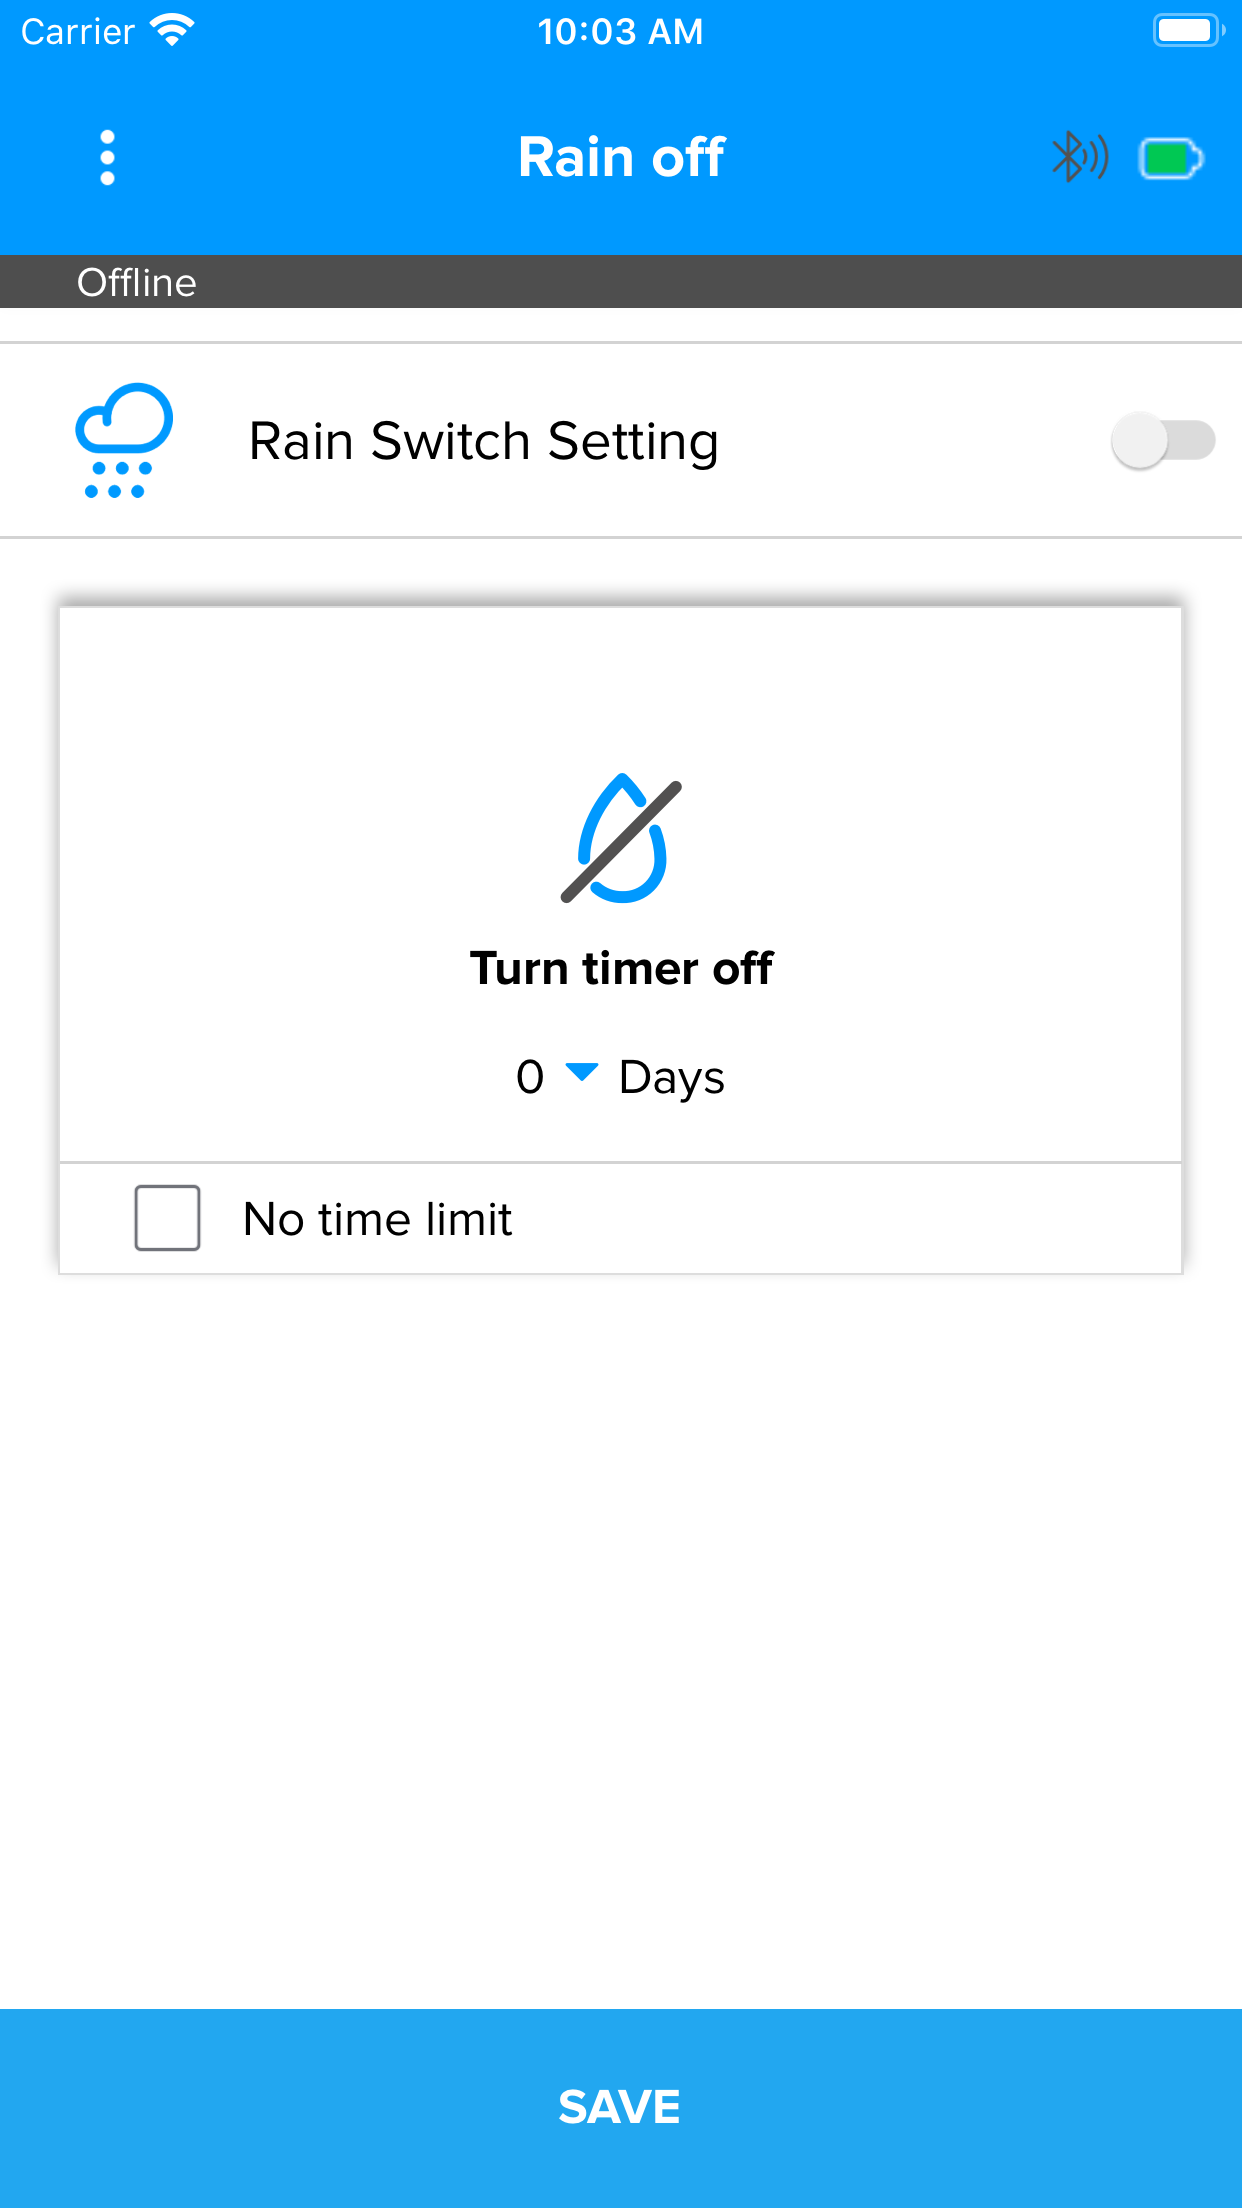 Carrier 10:03 AM
Rain off
Offline
Rain Switch Setting
Turn timer off
0 Days
No time limit
SAVE